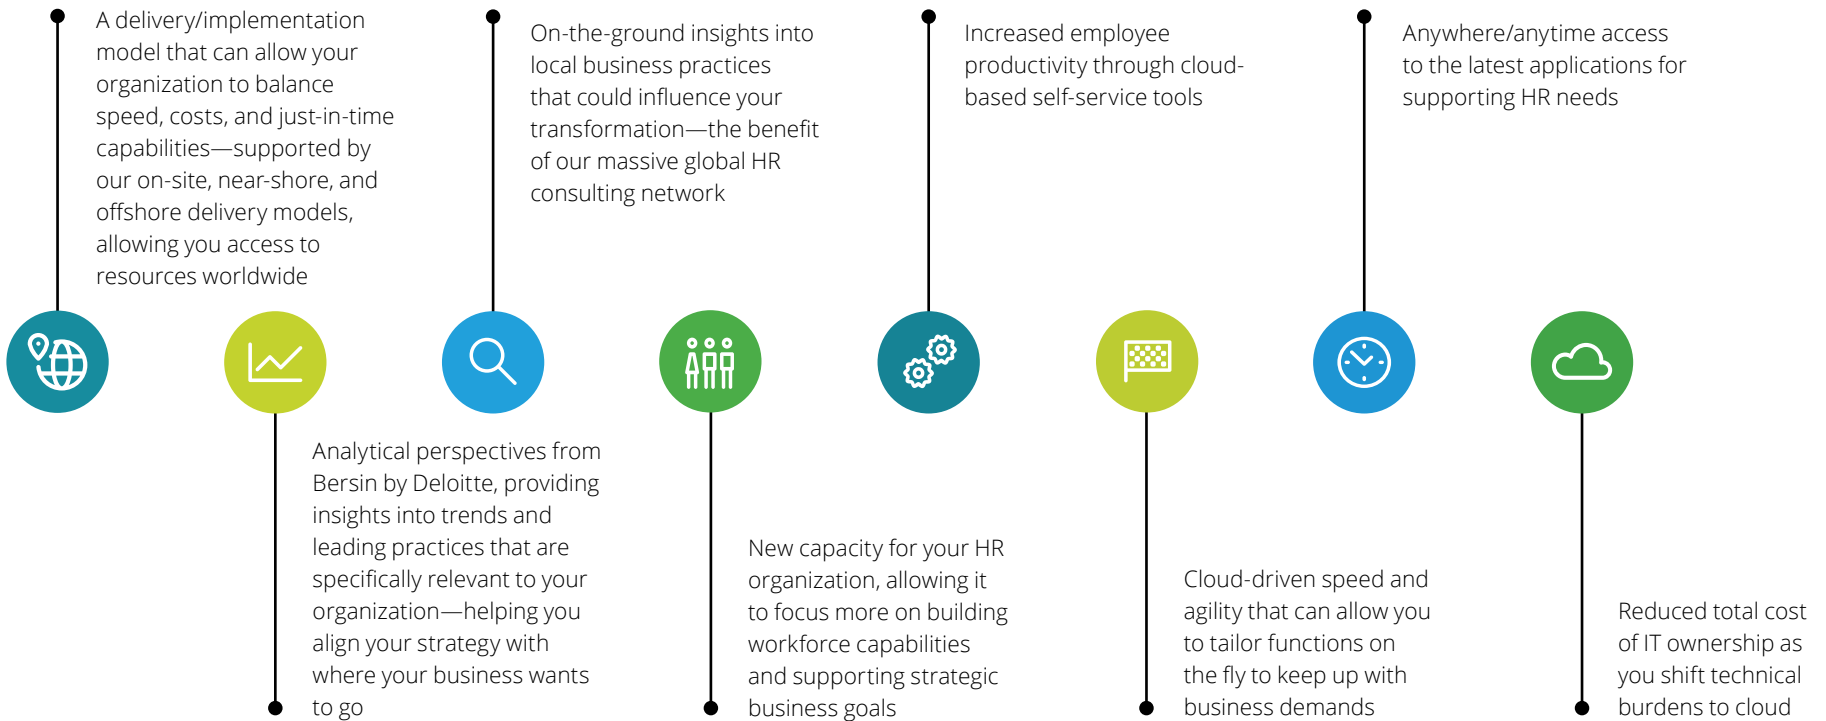 A delivery/implementation
model that can allow your
organization to balance
speed, costs, and just-in-time
capabilities—supported by
our on-site, near-shore, and
offshore delivery models,
allowing you access to
resources worldwide
Analytical perspectives from
Bersin by Deloitte, providing
insights into trends and
leading practices that are
specifically relevant to your
organization—helping you
align your strategy with
where your business wants
to go
On-the-ground insights into
local business practices
that could influence your
transformation—the benefit
of our massive global HR
consulting network
New capacity for your HR
organization, allowing it
to focus more on building
workforce capabilities
and supporting strategic
business goals
Increased employee
productivity through cloud-
based self-service tools
Cloud-driven speed and
agility that can allow you
to tailor functions on
the fly to keep up with
business demands
Anywhere/anytime access
to the latest applications for
supporting HR needs
Reduced total cost
of IT ownership as
you shift technical
burdens to cloud